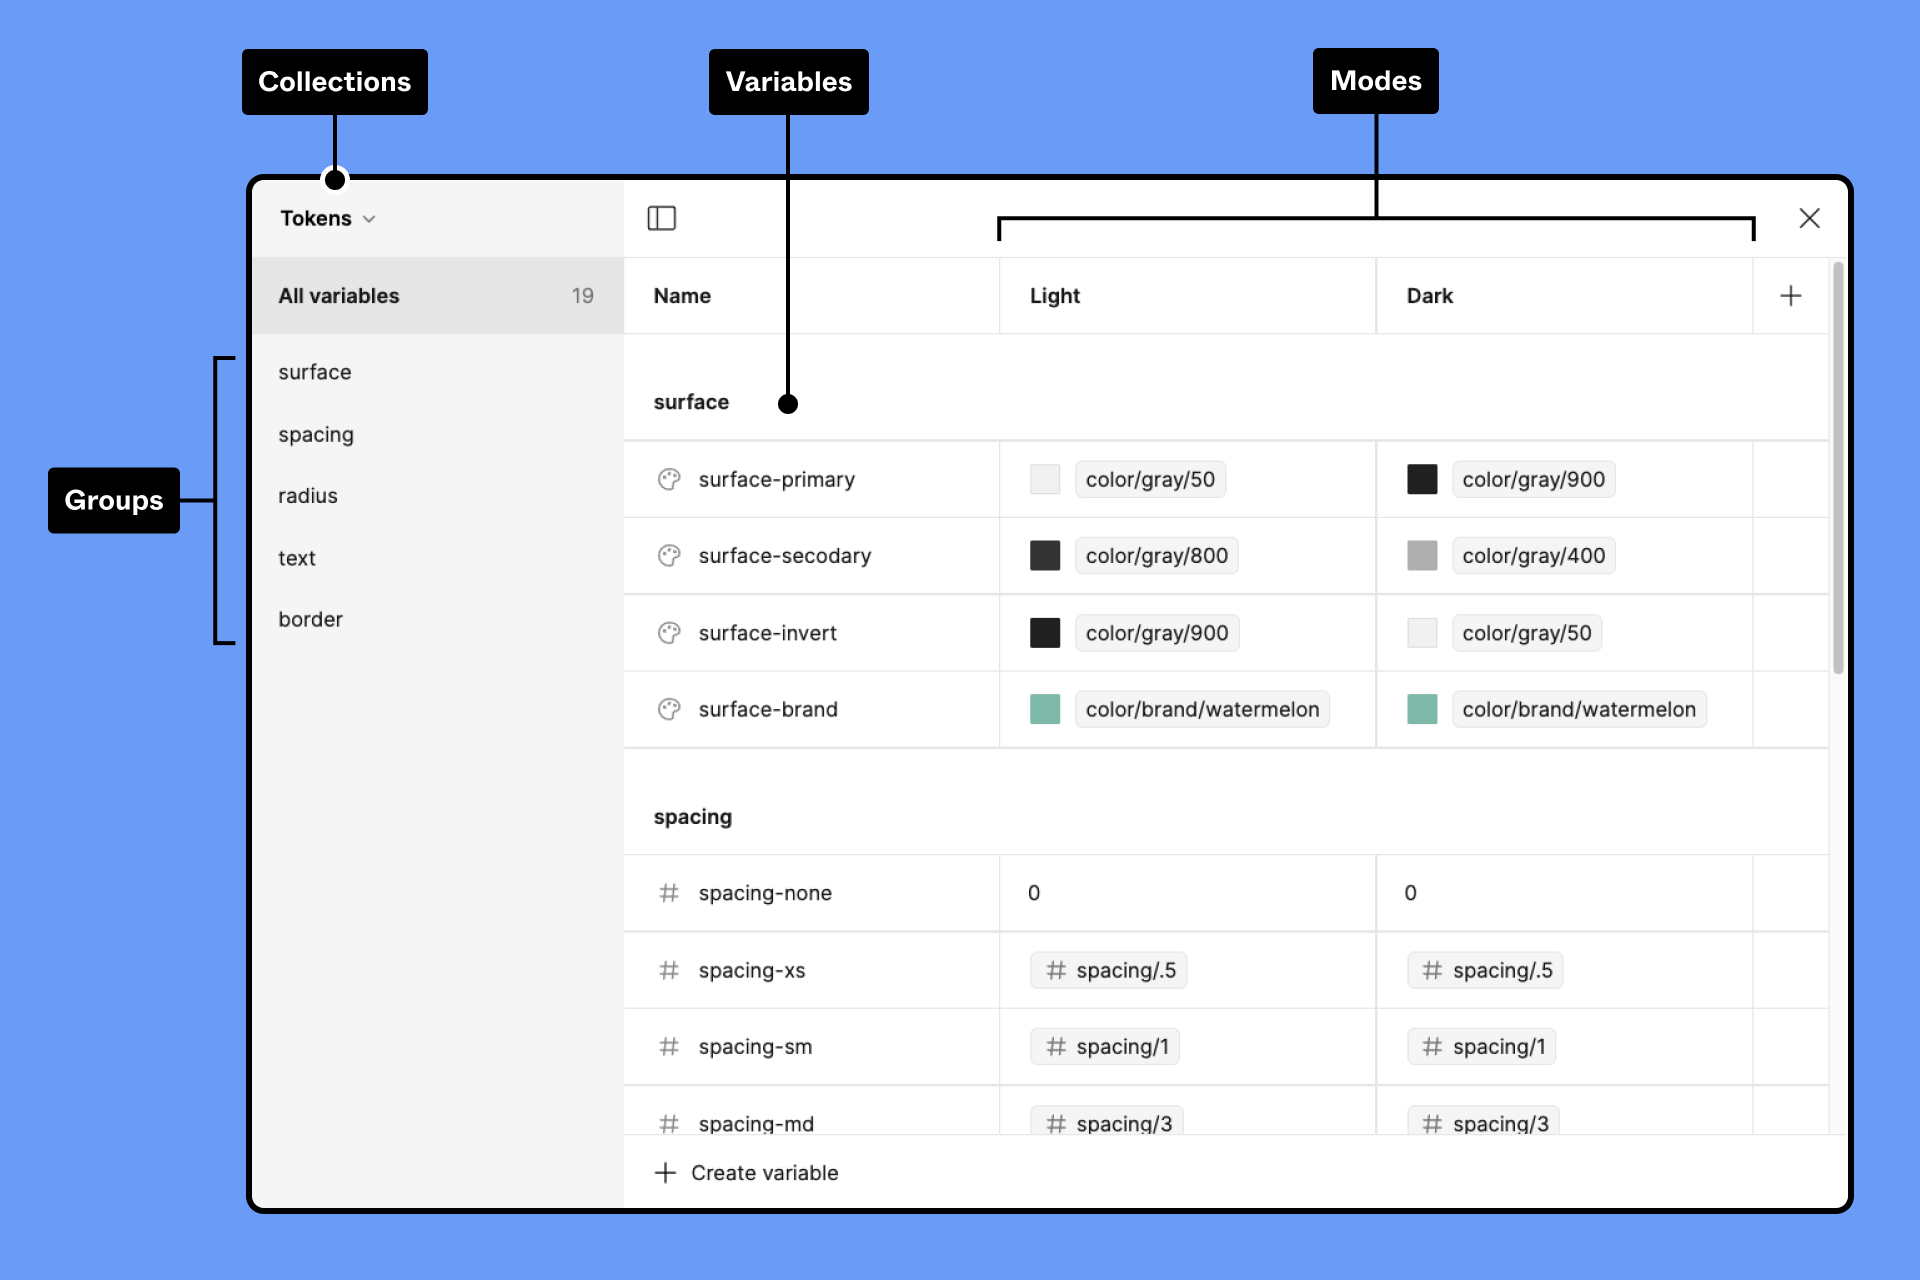 Collections
Variables
Modes
Groups
Tokens
All variables 19
surface
spacing
radius
text
border
Name Light Dark
surface
surface-primary color/gray/50 color/gray/900
surface-secodary color/gray/800 color/gray/400
surface-invert color/gray/900 color/gray/50
surface-brand color/brand/watermelon color/brand/watermelon
spacing
spacing-none 0 0
spacing-xs # spacing/.5 # spacing/.5
spacing-sm # spacing/1 # spacing/1
spacing-md # spacing/3 # spacing/3
+ Create variable